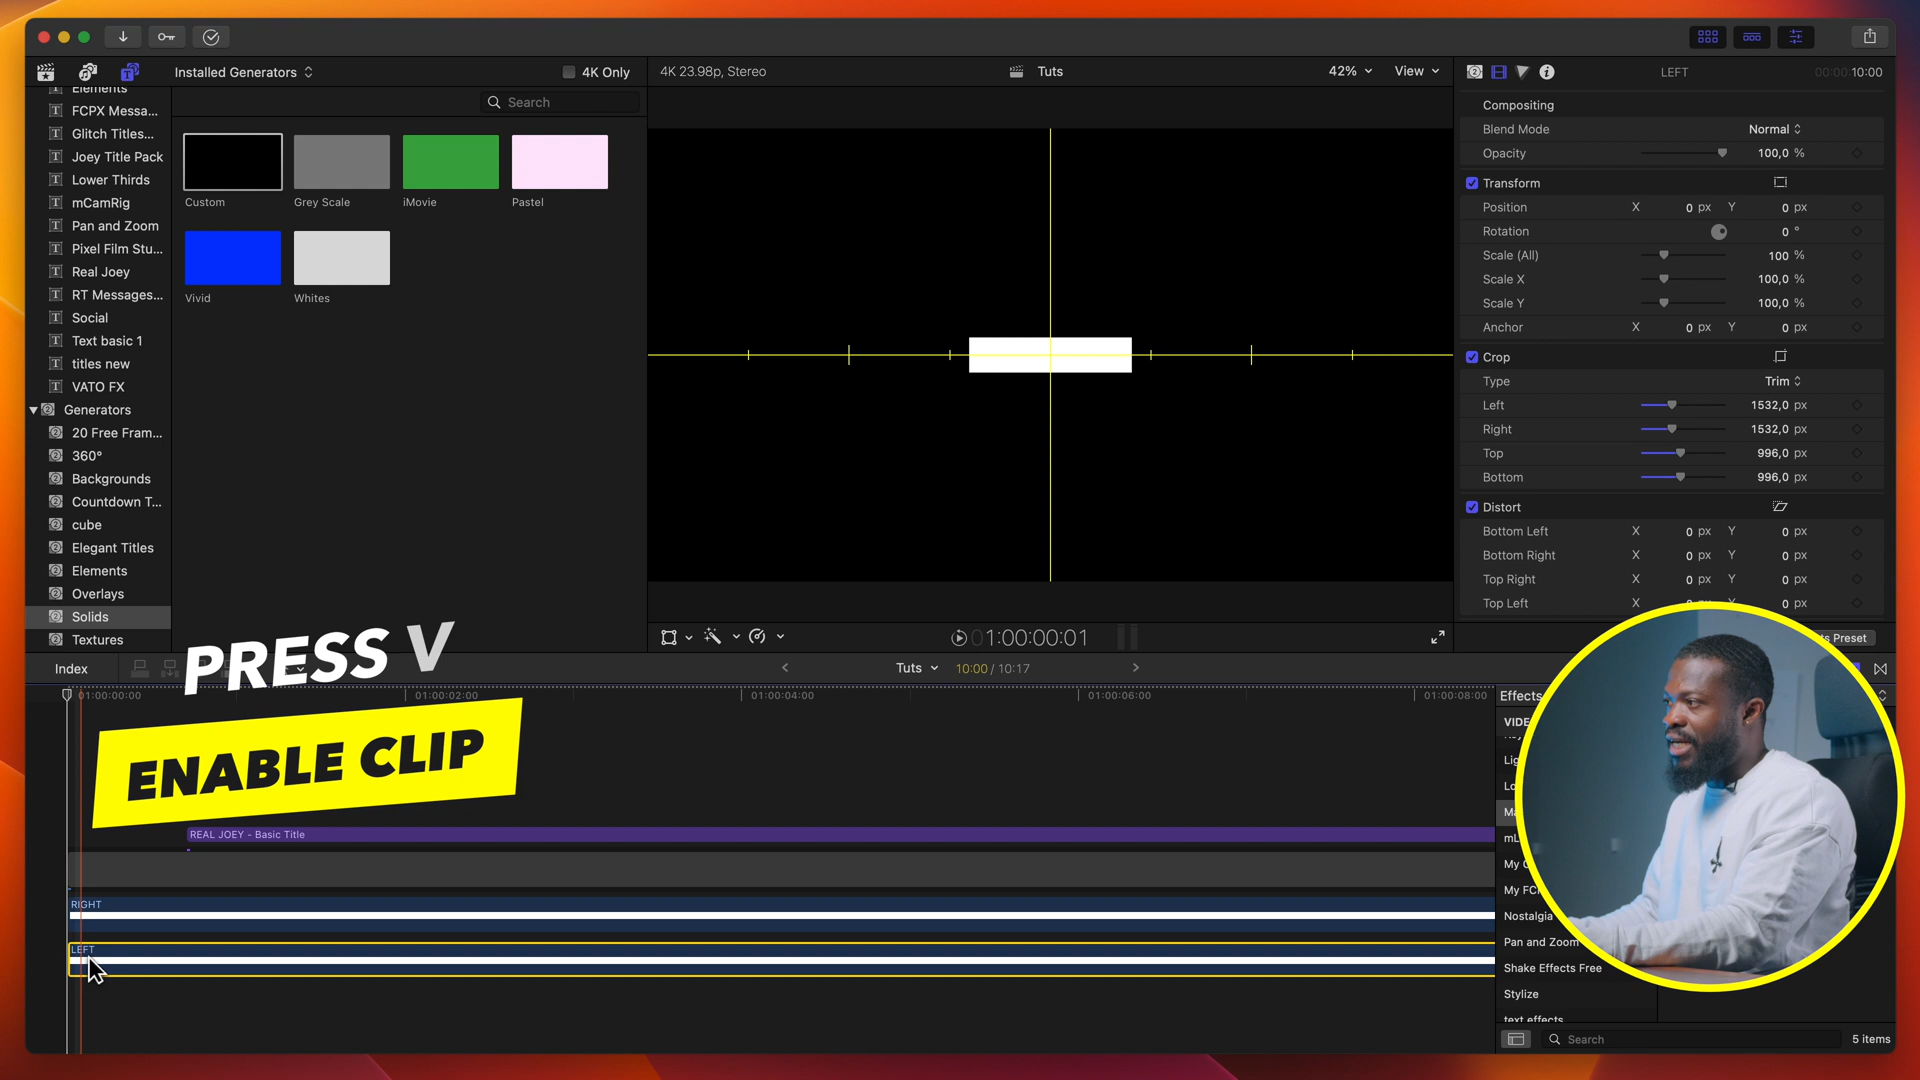 Installed Generators
4K Only
4K 23.98p, Stereo
Tuts
42%
View
LEFT
00:00:10:00
Search
Elements
FCPX Messa...
Glitch Titles...
Joey Title Pack
Lower Thirds
mCamRig
Pan and Zoom
Pixel Film Stu...
Real Joey
RT Messages...
Social
Text basic 1
titles new
VATO FX
Generators
20 Free Fram...
360°
Backgrounds
Countdown T...
cube
Elegant Titles
Elements
Overlays
Solids
Textures
Custom
Grey Scale
iMovie
Pastel
Vivid
Whites
Compositing
Blend Mode Normal
Opacity 100,0 %
Transform
Position X 0 px Y 0 px
Rotation 0 °
Scale (All) 100 %
Scale X 100,0 %
Scale Y 100,0 %
Anchor X 0 px Y 0 px
Crop
Type Trim
Left 1532,0 px
Right 1532,0 px
Top 996,0 px
Bottom 996,0 px
Distort
Bottom Left X 0 px Y 0 px
Bottom Right X 0 px Y 0 px
Top Right X 0 px Y 0 px
Top Left X
Preset
01:00:00:01
PRESS V
ENABLE CLIP
Index
Tuts
10:00 / 10:17
01:00:00:00
01:00:02:00
01:00:04:00
01:00:06:00
01:00:08:00
REAL JOEY - Basic Title
RIGHT
LEFT
Effects
My FC
Nostalgia
Pan and Zoom
Shake Effects Free
Stylize
text effects
Search
5 items